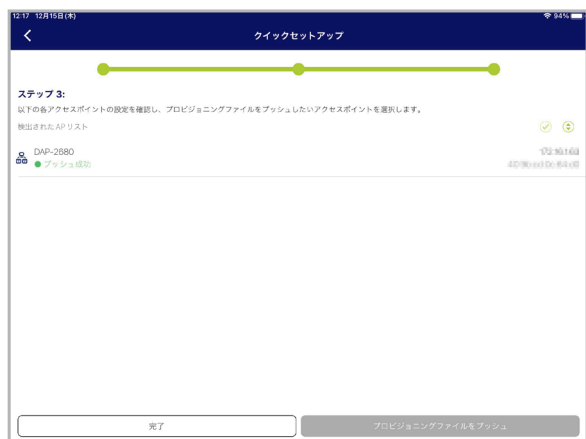 12:17 12月15日(木)
94%
クイックセットアップ
ステップ 3:
以下の各アクセスポイントの設定を確認し、プロビジョニングファイルをプッシュしたいアクセスポイントを選択します。
検出された AP リスト
DAP-2680
プッシュ成功
完了
プロビジョニングファイルをプッシュ